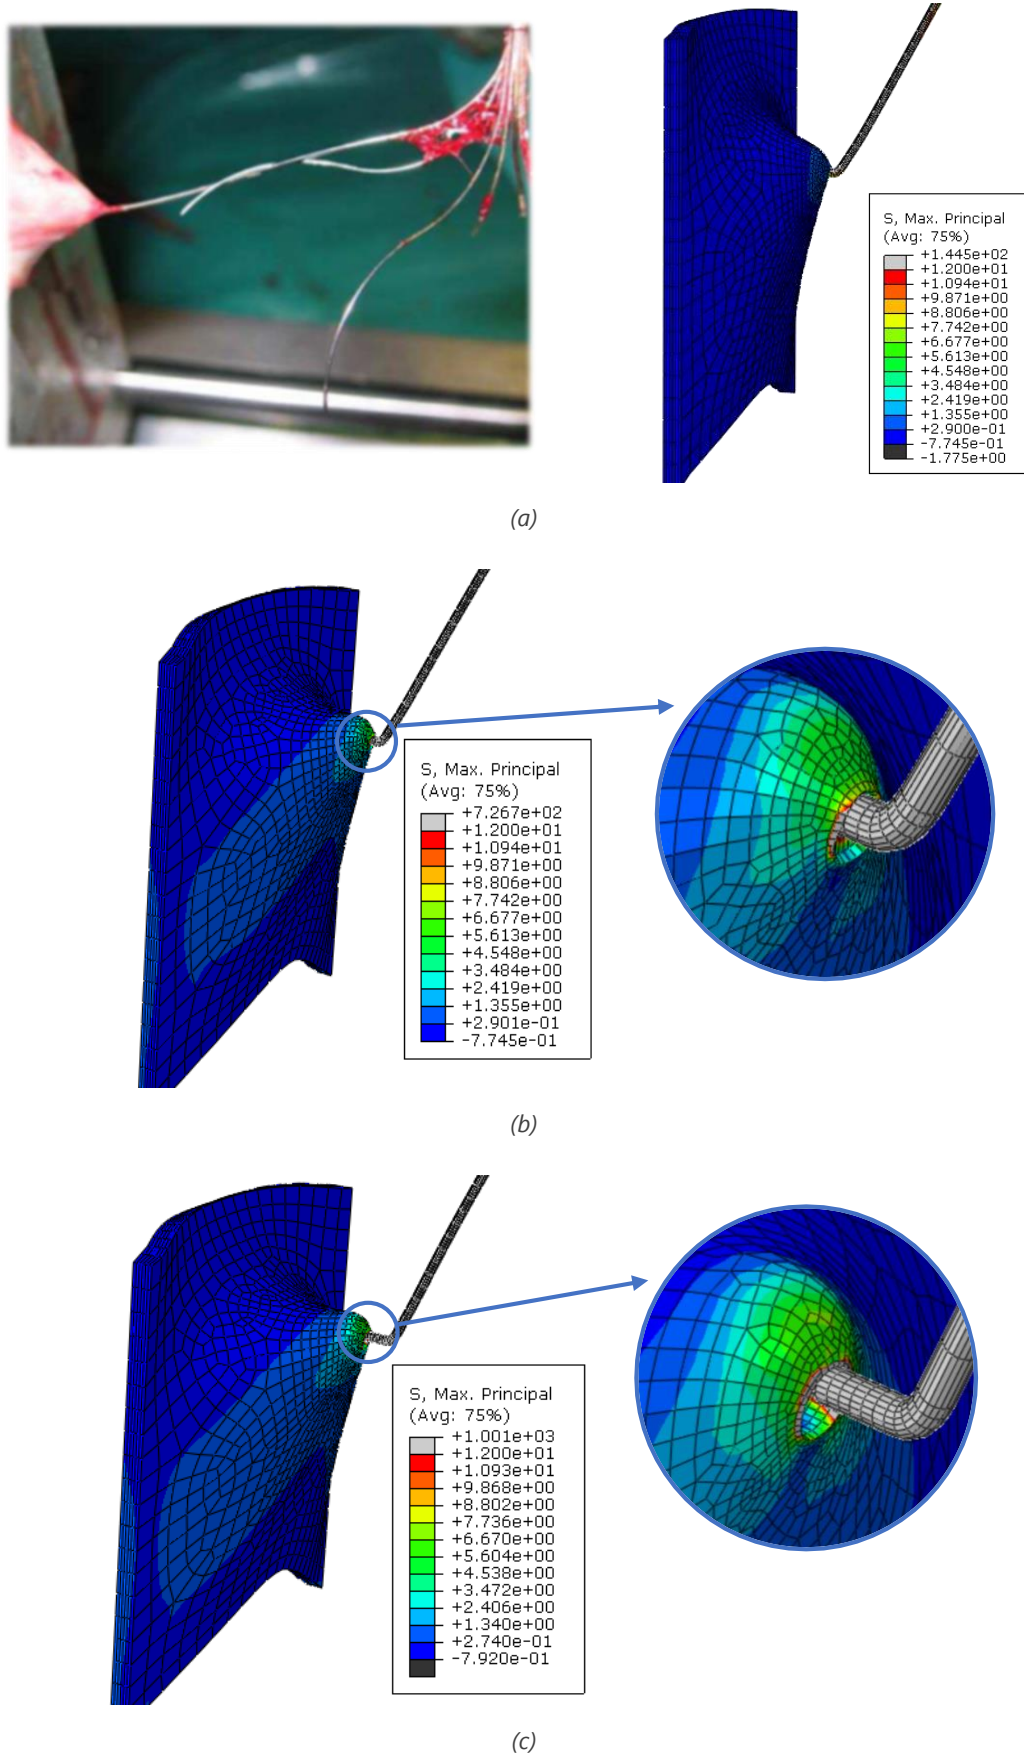 S, Max. Principal
(Avg: 75%)
+1.445e+02
+1.200e+01
+1.094e+01
+9.871e+00
+8.806e+00
+7.742e+00
+6.677e+00
+5.613e+00
+4.548e+00
+3.484e+00
+2.419e+00
+1.355e+00
+2.900e-01
-7.745e-01
-1.775e+00
(a)
S, Max. Principal
(Avg: 75%)
+7.267e+02
+1.200e+01
+1.094e+01
+9.871e+00
+8.806e+00
+7.742e+00
+6.677e+00
+5.613e+00
+4.548e+00
+3.484e+00
+2.419e+00
+1.355e+00
+2.901e-01
-7.745e-01
(b)
S, Max. Principal
(Avg: 75%)
+1.001e+03
+1.200e+01
+1.093e+01
+9.868e+00
+8.802e+00
+7.736e+00
+6.670e+00
+5.604e+00
+4.538e+00
+3.472e+00
+2.406e+00
+1.340e+00
+2.740e-01
-7.920e-01
(c)